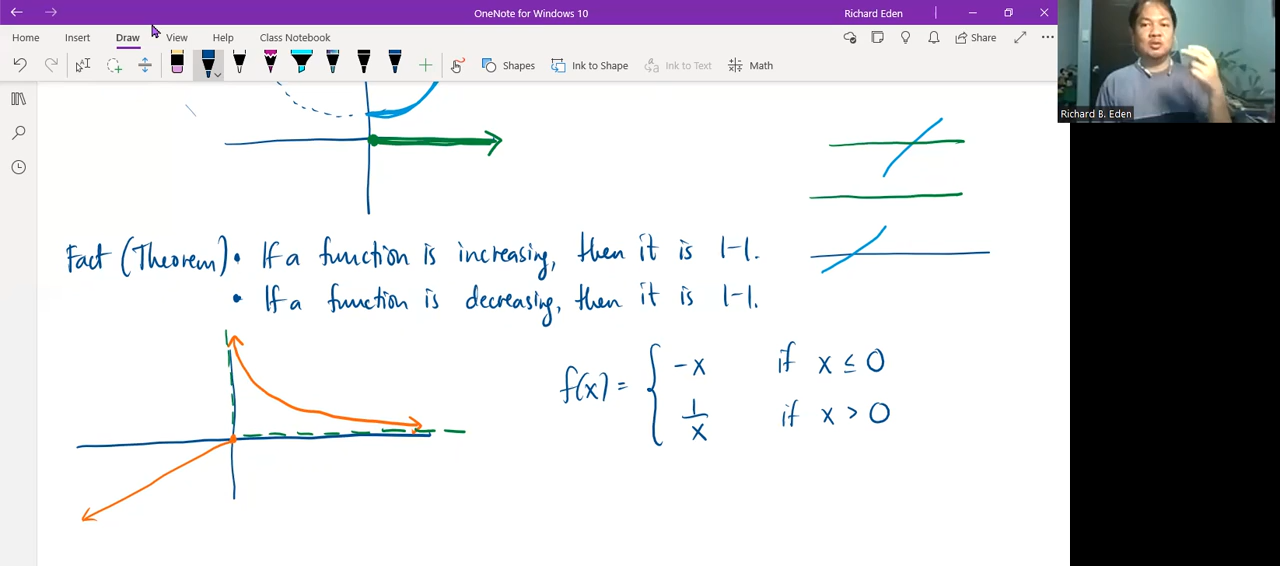 OneNote for Windows 10
Richard Eden
Home Insert Draw View Help Class Notebook
Share
Shapes Ink to Shape Ink to Text Math
Richard B. Eden
Fact (Theorem) • If a function is increasing, then it is 1-1.
• If a function is decreasing, then it is 1-1.
f(x) = { -x if x ≤ 0
1/x if x > 0